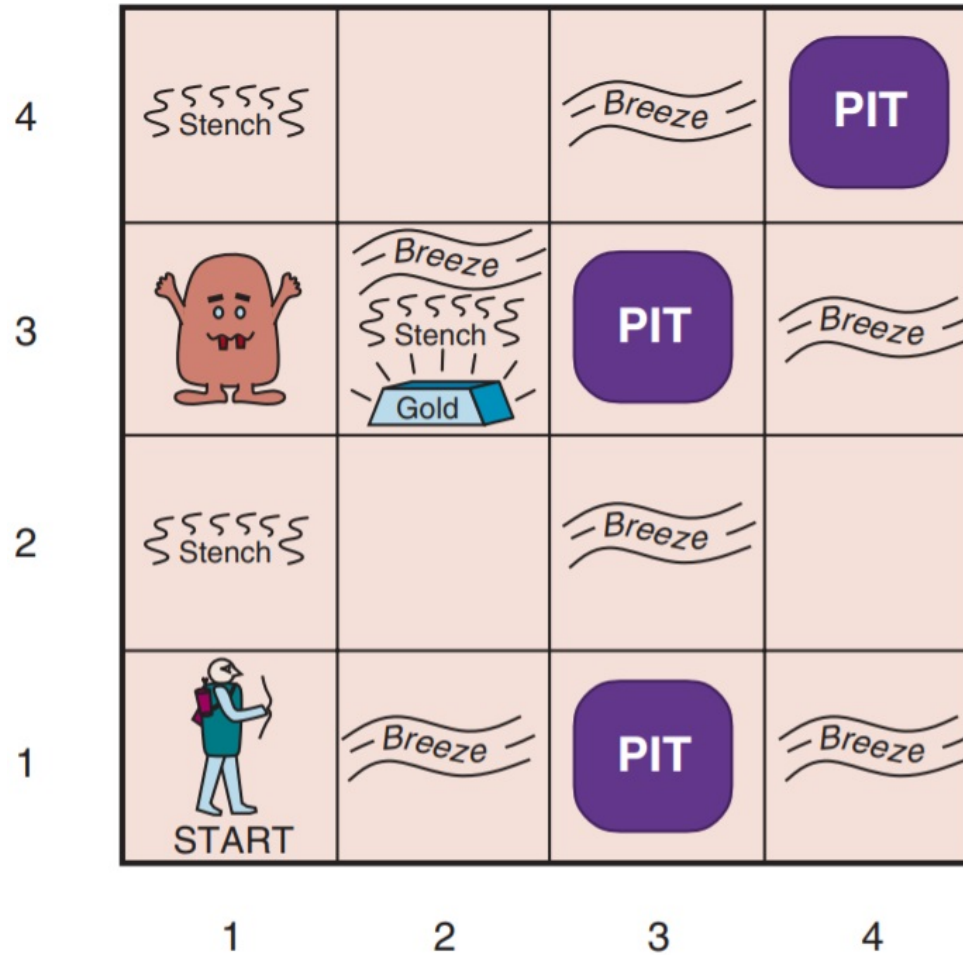 4
Stench
Breeze
PIT
3
Breeze
Stench
Gold
PIT
Breeze
2
Stench
Breeze
1
START
Breeze
PIT
Breeze
1 2 3 4